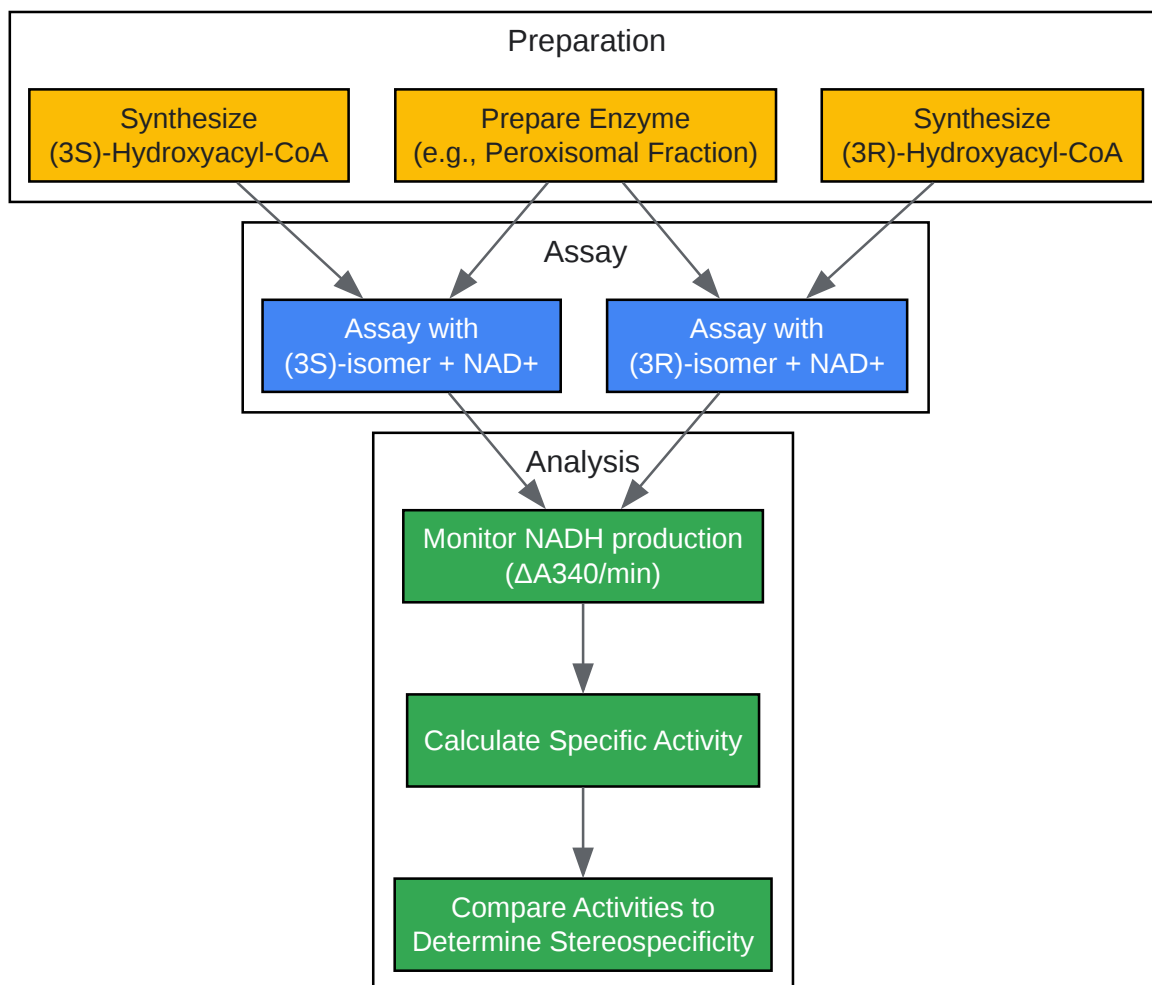 Preparation
Synthesize
(3S)-Hydroxyacyl-CoA
Prepare Enzyme
(e.g., Peroxisomal Fraction)
Synthesize
(3R)-Hydroxyacyl-CoA
Assay
Assay with
(3S)-isomer + NAD+
Assay with
(3R)-isomer + NAD+
Analysis
Monitor NADH production
(ΔA340/min)
Calculate Specific Activity
Compare Activities to
Determine Stereospecificity